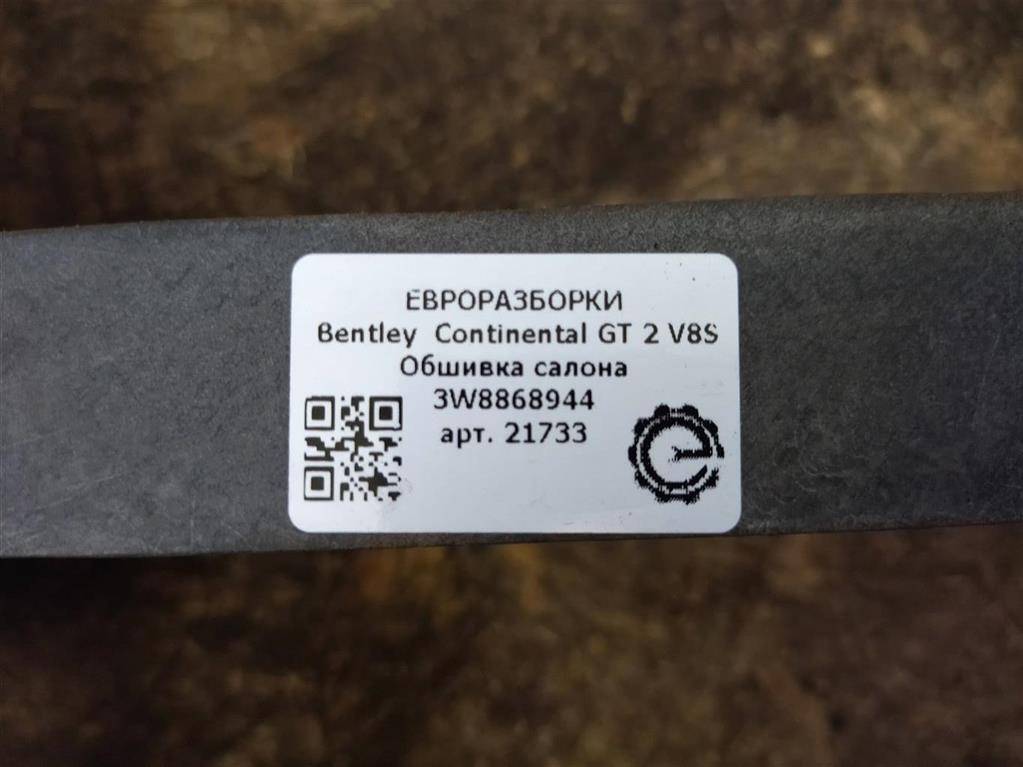 ЕВРОРАЗБОРКИ
Bentley Continental GT 2 V8S
Обшивка салона
3W8868944
арт. 21733